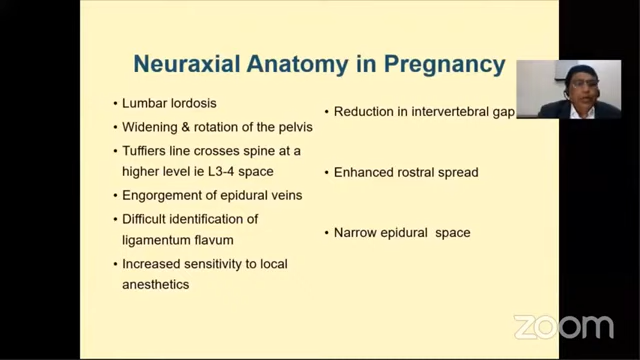 Neuraxial Anatomy in Pregnancy
• Lumbar lordosis
• Widening & rotation of the pelvis
• Tuffiers line crosses spine at a
higher level ie L3-4 space
• Engorgement of epidural veins
• Difficult identification of
ligamentum flavum
• Increased sensitivity to local
anesthetics
• Reduction in intervertebral gap
• Enhanced rostral spread
• Narrow epidural space
zoom